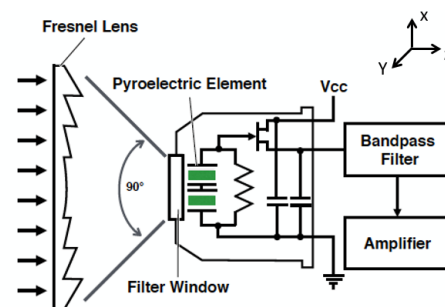 Fresnel Lens
X
Y
Pyroelectric Element
Vcc
90°
Bandpass
Filter
Amplifier
Filter Window